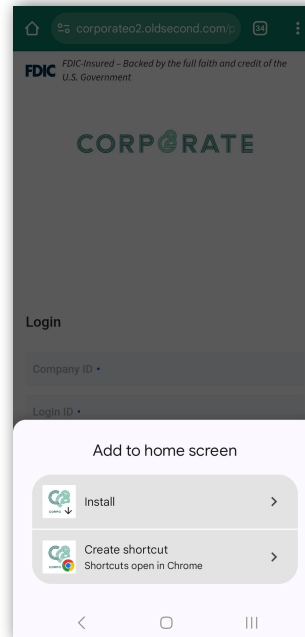 corporateo2.oldsecond.com/p
34
FDIC FDIC-Insured – Backed by the full faith and credit of the
U.S. Government
CORPO2RATE
Login
Company ID •
Login ID •
Add to home screen
Install
Create shortcut
Shortcuts open in Chrome